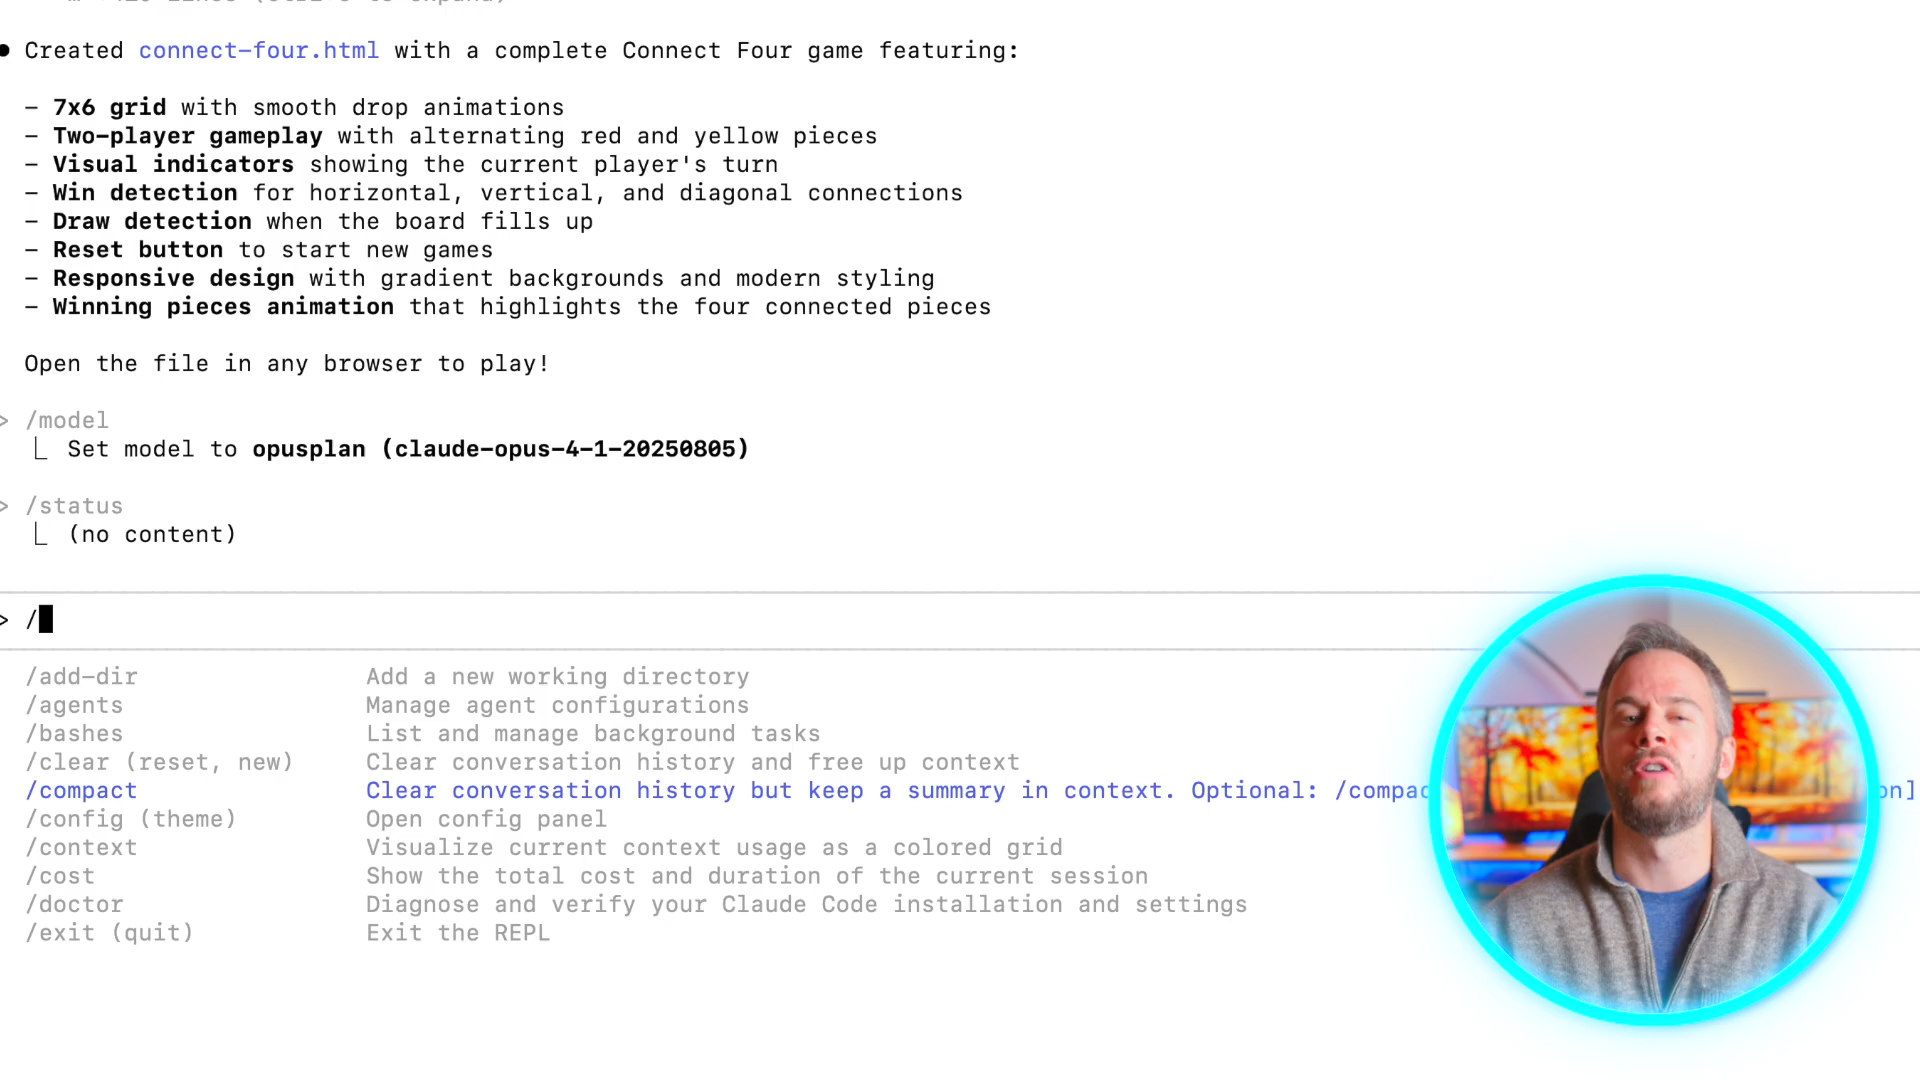 ● Created connect-four.html with a complete Connect Four game featuring:
- 7x6 grid with smooth drop animations
- Two-player gameplay with alternating red and yellow pieces
- Visual indicators showing the current player's turn
- Win detection for horizontal, vertical, and diagonal connections
- Draw detection when the board fills up
- Reset button to start new games
- Responsive design with gradient backgrounds and modern styling
- Winning pieces animation that highlights the four connected pieces
Open the file in any browser to play!
> /model
⎿ Set model to opusplan (claude-opus-4-1-20250805)
> /status
⎿ (no content)
> /
/add-dir Add a new working directory
/agents Manage agent configurations
/bashes List and manage background tasks
/clear (reset, new) Clear conversation history and free up context
/compact Clear conversation history but keep a summary in context. Optional:
/config (theme) Open config panel
/context Visualize current context usage as a colored grid
/cost Show the total cost and duration of the current session
/doctor Diagnose and verify your Claude Code installation and settings
/exit (quit) Exit the REPL